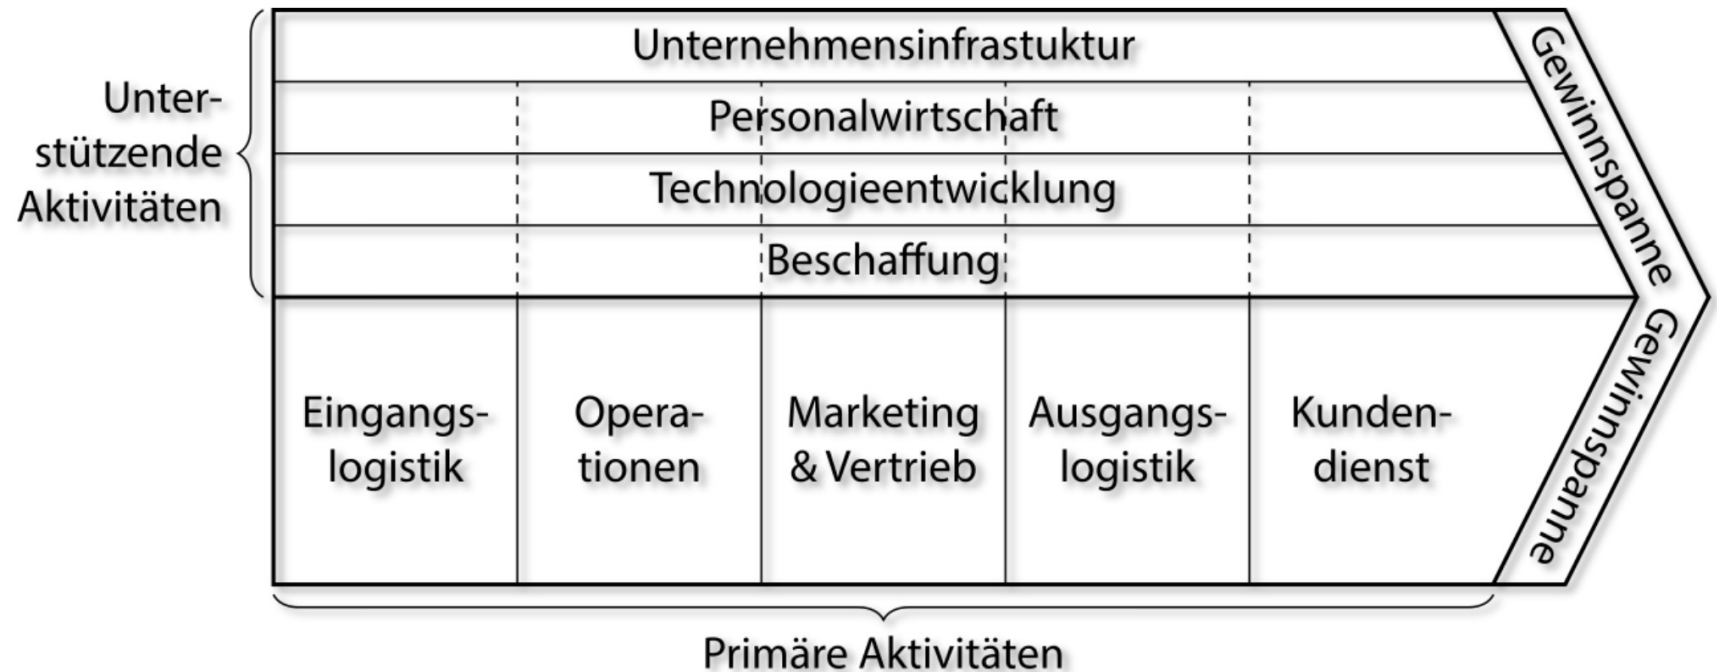 Unter-
stützende
Aktivitäten
Unternehmensinfrastuktur
Personalwirtschaft
Technologieentwicklung
Beschaffung
Eingangs-
logistik
Opera-
tionen
Marketing
& Vertrieb
Ausgangs-
logistik
Kunden-
dienst
Gewinnspanne
Gewinnspanne
Primäre Aktivitäten